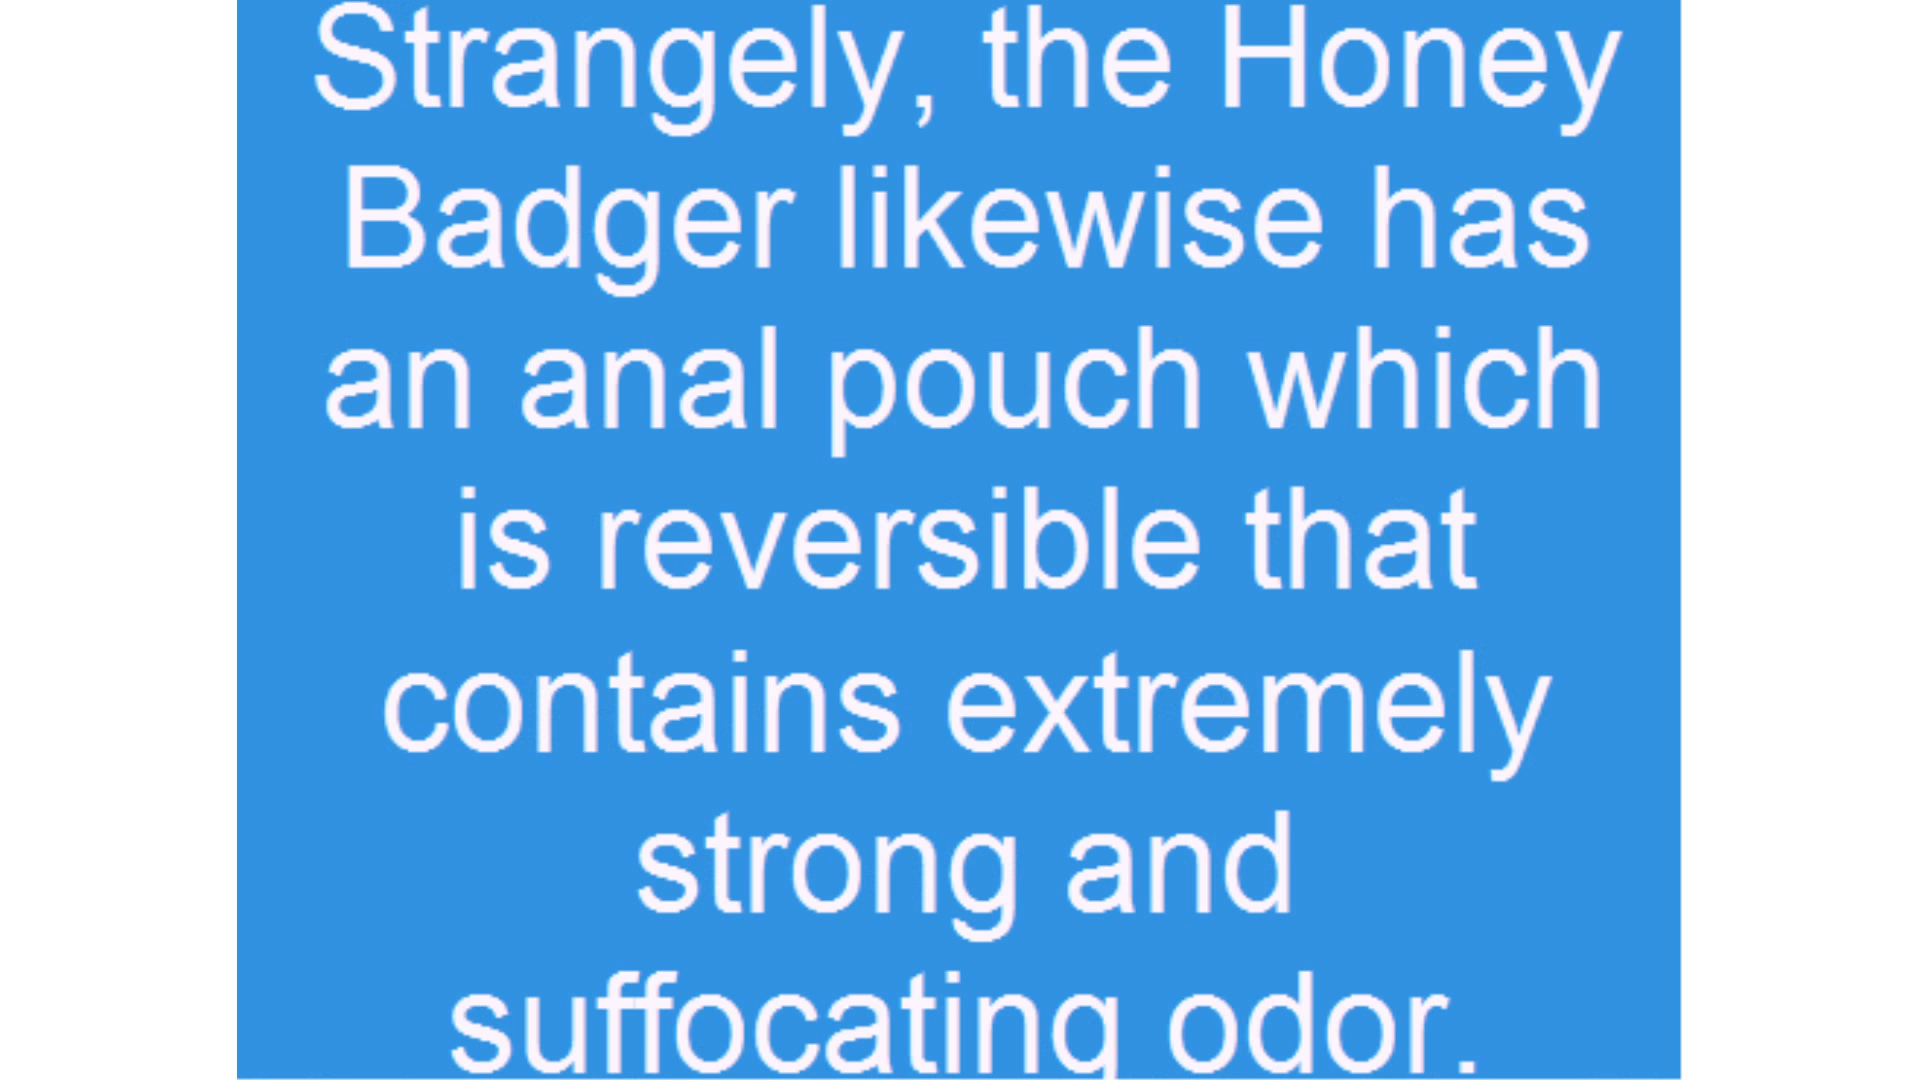 Strangely, the Honey
Badger likewise has
an anal pouch which
is reversible that
contains extremely
strong and
suffocating odor.